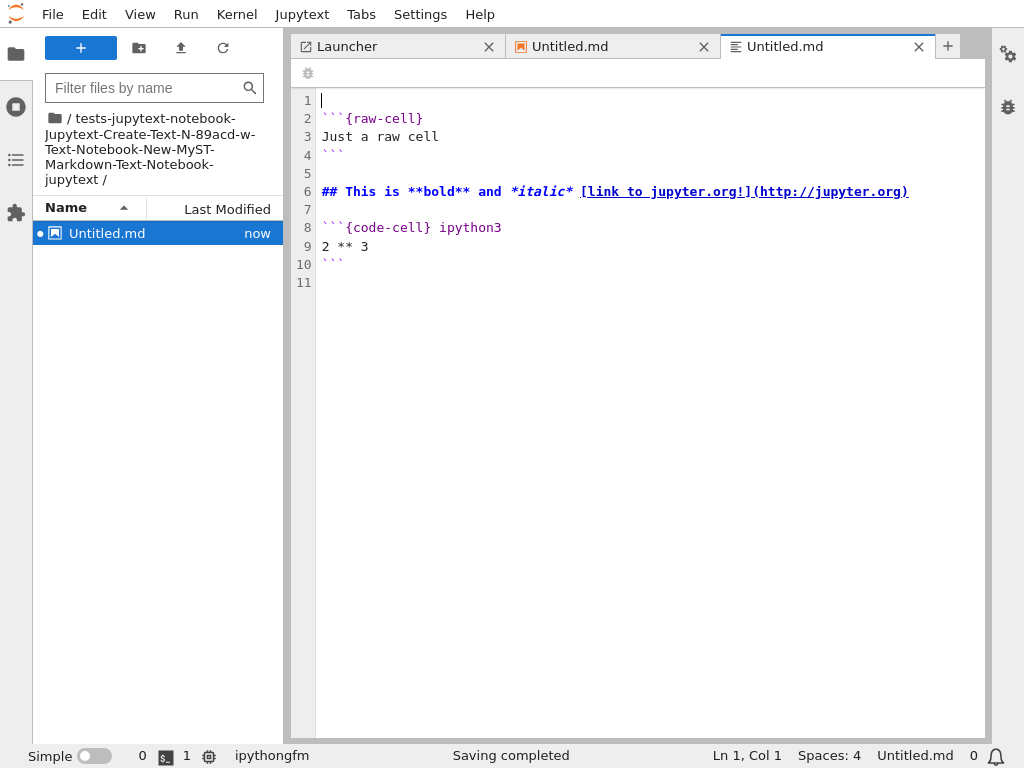 File Edit View Run Kernel Jupytext Tabs Settings Help
Launcher
Untitled.md
Untitled.md
Filter files by name
/ tests-jupytext-notebook-
Jupytext-Create-Text-N-89acd-w-
Text-Notebook-New-MyST-
Markdown-Text-Notebook-
jupytext /
Name Last Modified
Untitled.md now
1
2 ```{raw-cell}
3 Just a raw cell
4 ```
5
6 ## This is **bold** and *italic* [link to jupyter.org!](http://jupyter.org)
7
8 ```{code-cell} ipython3
9 2 ** 3
10 ```
11
Simple 0 $_ 1 ipythongfm Saving completed Ln 1, Col 1 Spaces: 4 Untitled.md 0